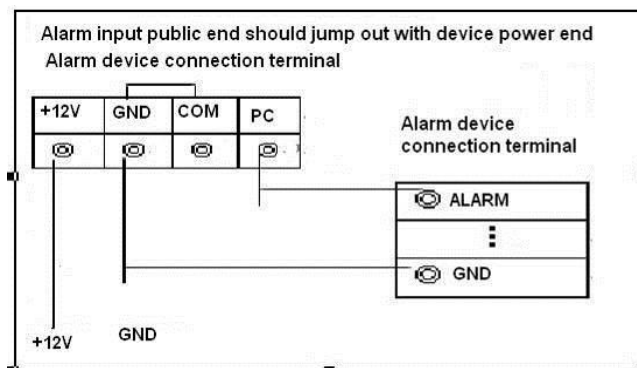 Alarm input public end should jump out with device power end
Alarm device connection terminal
+12V GND COM PC
Alarm device
connection terminal
ALARM
GND
+12V GND